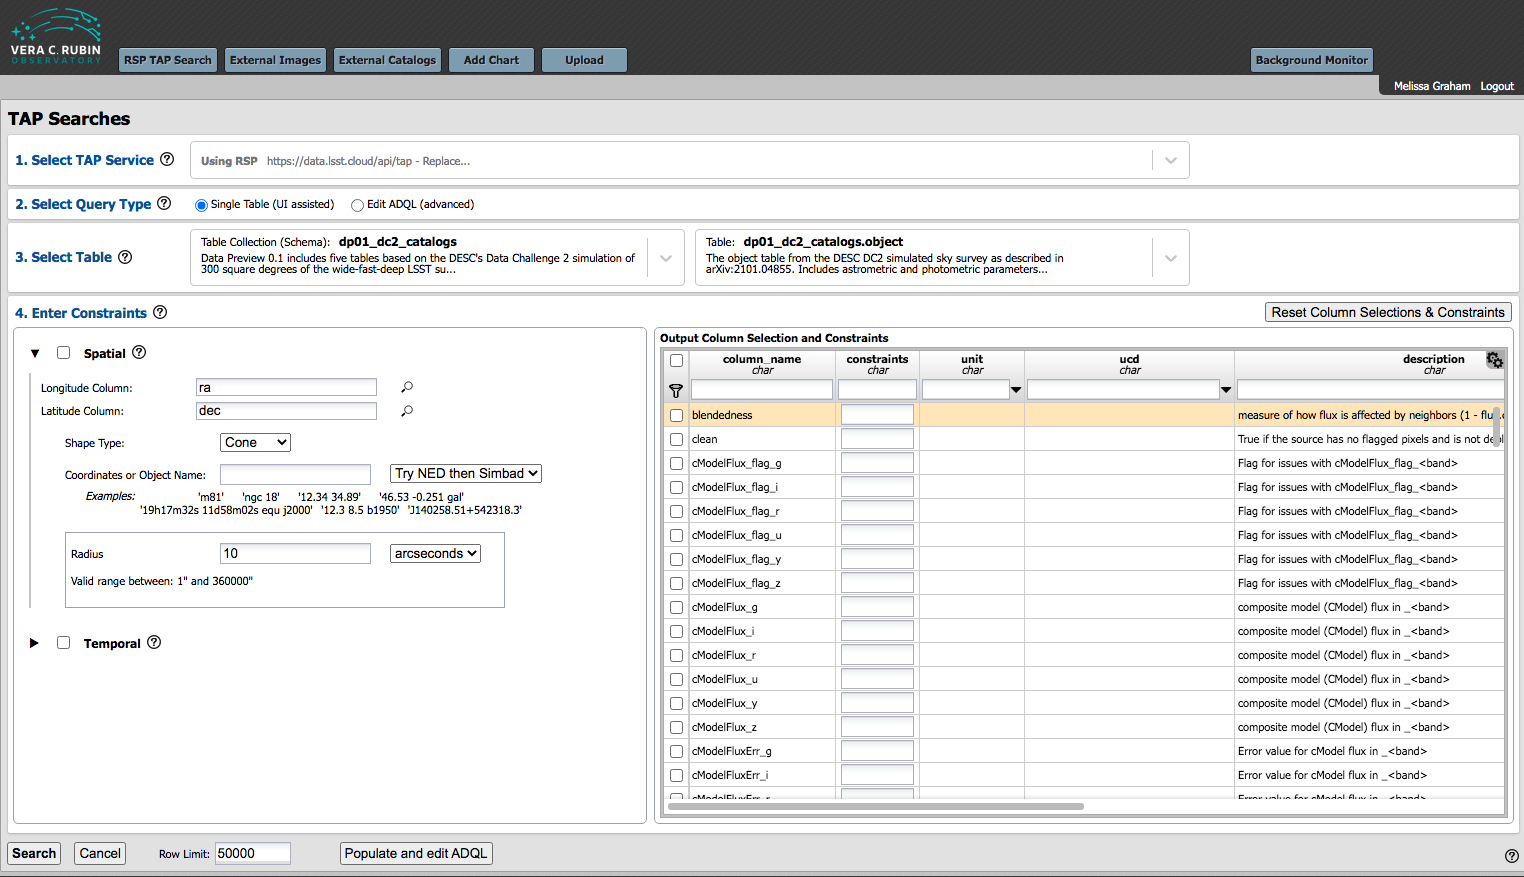 VERA C. RUBIN
OBSERVATORY
RSP TAP Search
External Images
External Catalogs
Add Chart
Upload
Background Monitor
Melissa Graham Logout
TAP Searches
1. Select TAP Service
Using RSP https://data.lsst.cloud/api/tap - Replace...
2. Select Query Type
Single Table (UI assisted)
Edit ADQL (advanced)
3. Select Table
Table Collection (Schema): dp01_dc2_catalogs
Data Preview 0.1 includes five tables based on the DESC's Data Challenge 2 simulation of
300 square degrees of the wide-fast-deep LSST su...
Table: dp01_dc2_catalogs.object
The object table from the DESC DC2 simulated sky survey as described in
arXiv:2101.04855. Includes astrometric and photometric parameters...
4. Enter Constraints
Reset Column Selections & Constraints
Spatial
Longitude Column: ra
Latitude Column: dec
Shape Type: Cone
Coordinates or Object Name: Try NED then Simbad
Examples: 'm81' 'ngc 18' '12.34 34.89' '46.53 -0.251 gal'
'19h17m32s 11d58m02s equ j2000' '12.3 8.5 b1950' 'J140258.51+542318.3'
Radius 10 arcseconds
Valid range between: 1" and 360000"
Temporal
Output Column Selection and Constraints
column_name constraints unit ucd description
char char char char char
blendedness measure of how flux is affected by neighbors (1 - flu
clean True if the source has no flagged pixels and is not
cModelFlux_flag_g Flag for issues with cModelFlux_flag_<band>
cModelFlux_flag_i Flag for issues with cModelFlux_flag_<band>
cModelFlux_flag_r Flag for issues with cModelFlux_flag_<band>
cModelFlux_flag_u Flag for issues with cModelFlux_flag_<band>
cModelFlux_flag_y Flag for issues with cModelFlux_flag_<band>
cModelFlux_flag_z Flag for issues with cModelFlux_flag_<band>
cModelFlux_g composite model (CModel) flux in _<band>
cModelFlux_i composite model (CModel) flux in _<band>
cModelFlux_r composite model (CModel) flux in _<band>
cModelFlux_u composite model (CModel) flux in _<band>
cModelFlux_y composite model (CModel) flux in _<band>
cModelFlux_z composite model (CModel) flux in _<band>
cModelFluxErr_g Error value for cModel flux in _<band>
cModelFluxErr_i Error value for cModel flux in _<band>
cModelFluxErr_r Error value for cModel flux in _<band>
Search
Cancel
Row Limit: 50000
Populate and edit ADQL